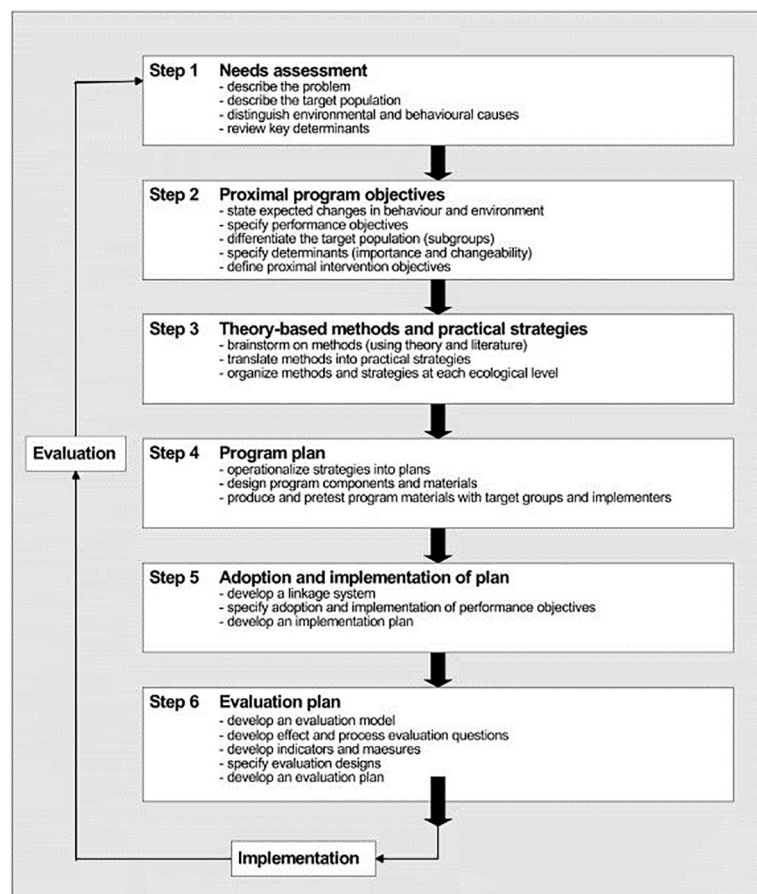 Step 1 Needs assessment
- describe the problem
- describe the target population
- distinguish environmental and behavioural causes
- review key determinants
Step 2 Proximal program objectives
- state expected changes in behaviour and environment
- specify performance objectives
- differentiate the target population (subgroups)
- specify determinants (importance and changeability)
- define proximal intervention objectives
Step 3 Theory-based methods and practical strategies
- brainstorm on methods (using theory and literature)
- translate methods into practical strategies
- organize methods and strategies at each ecological level
Evaluation
Step 4 Program plan
- operationalize strategies into plans
- design program components and materials
- produce and pretest program materials with target groups and implementers
Step 5 Adoption and implementation of plan
- develop a linkage system
- specify adoption and implementation of performance objectives
- develop an implementation plan
Step 6 Evaluation plan
- develop an evaluation model
- develop effect and process evaluation questions
- develop indicators and maesures
- specify evaluation designs
- develop an evaluation plan
Implementation